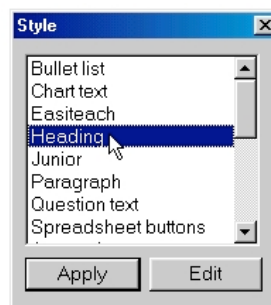 Style
Bullet list
Chart text
Easiteach
Heading
Junior
Paragraph
Question text
Spreadsheet buttons
Apply
Edit